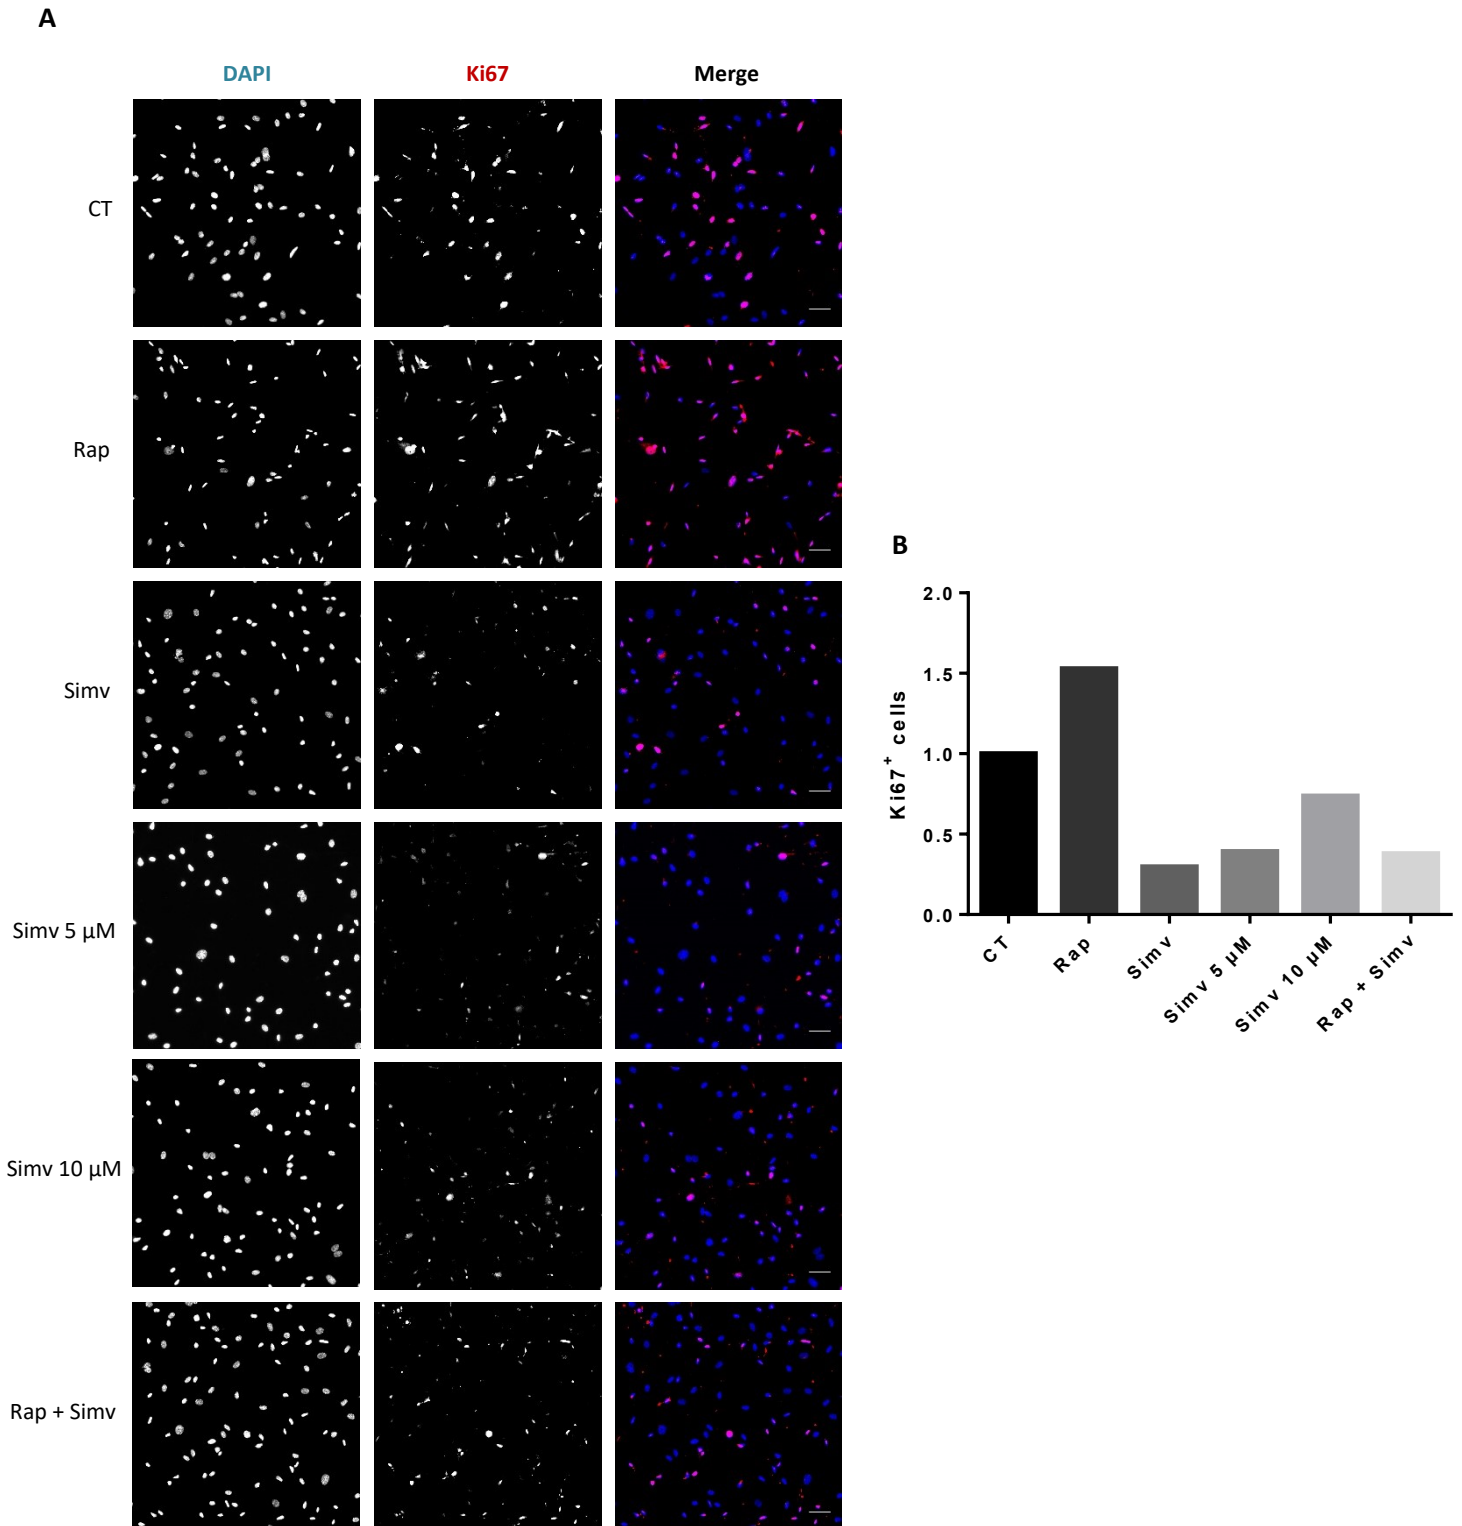 A
DAPI Ki67 Merge
CT
Rap
Simv
Simv 5 µM
Simv 10 µM
Rap + Simv
B
Ki67+ cells
2.0
1.5
1.0
0.5
0.0
CT
Rap
Simv
Simv 5 µM
Simv 10 µM
Rap + Simv